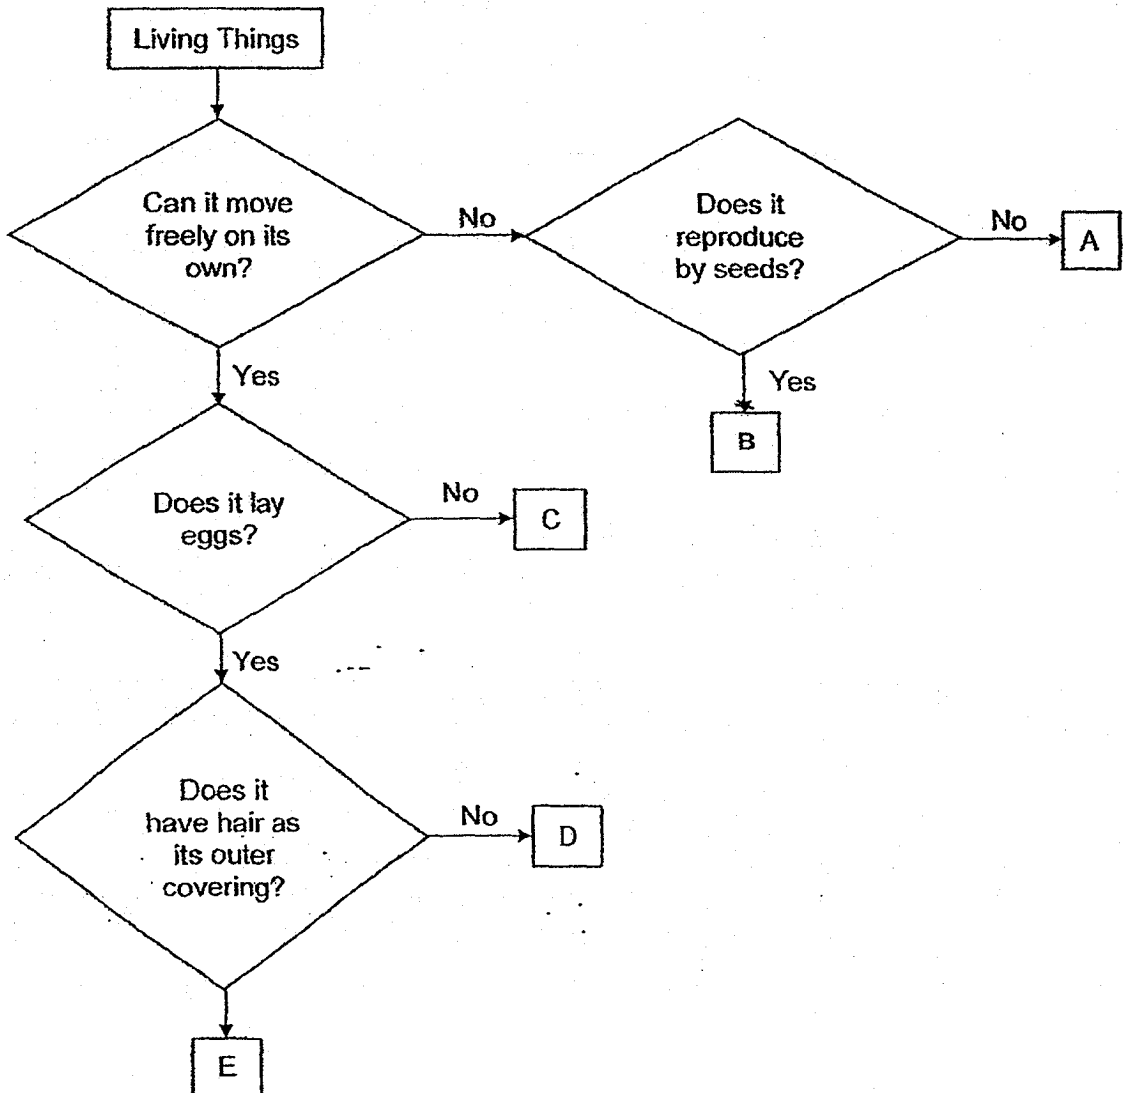 Living Things
Can it move
freely on its
own?
No
Does it
reproduce
by seeds?
No
A
Yes
Yes
B
Does it lay
eggs?
No
C
Yes
Does it
have hair as
its outer
covering?
No
D
E